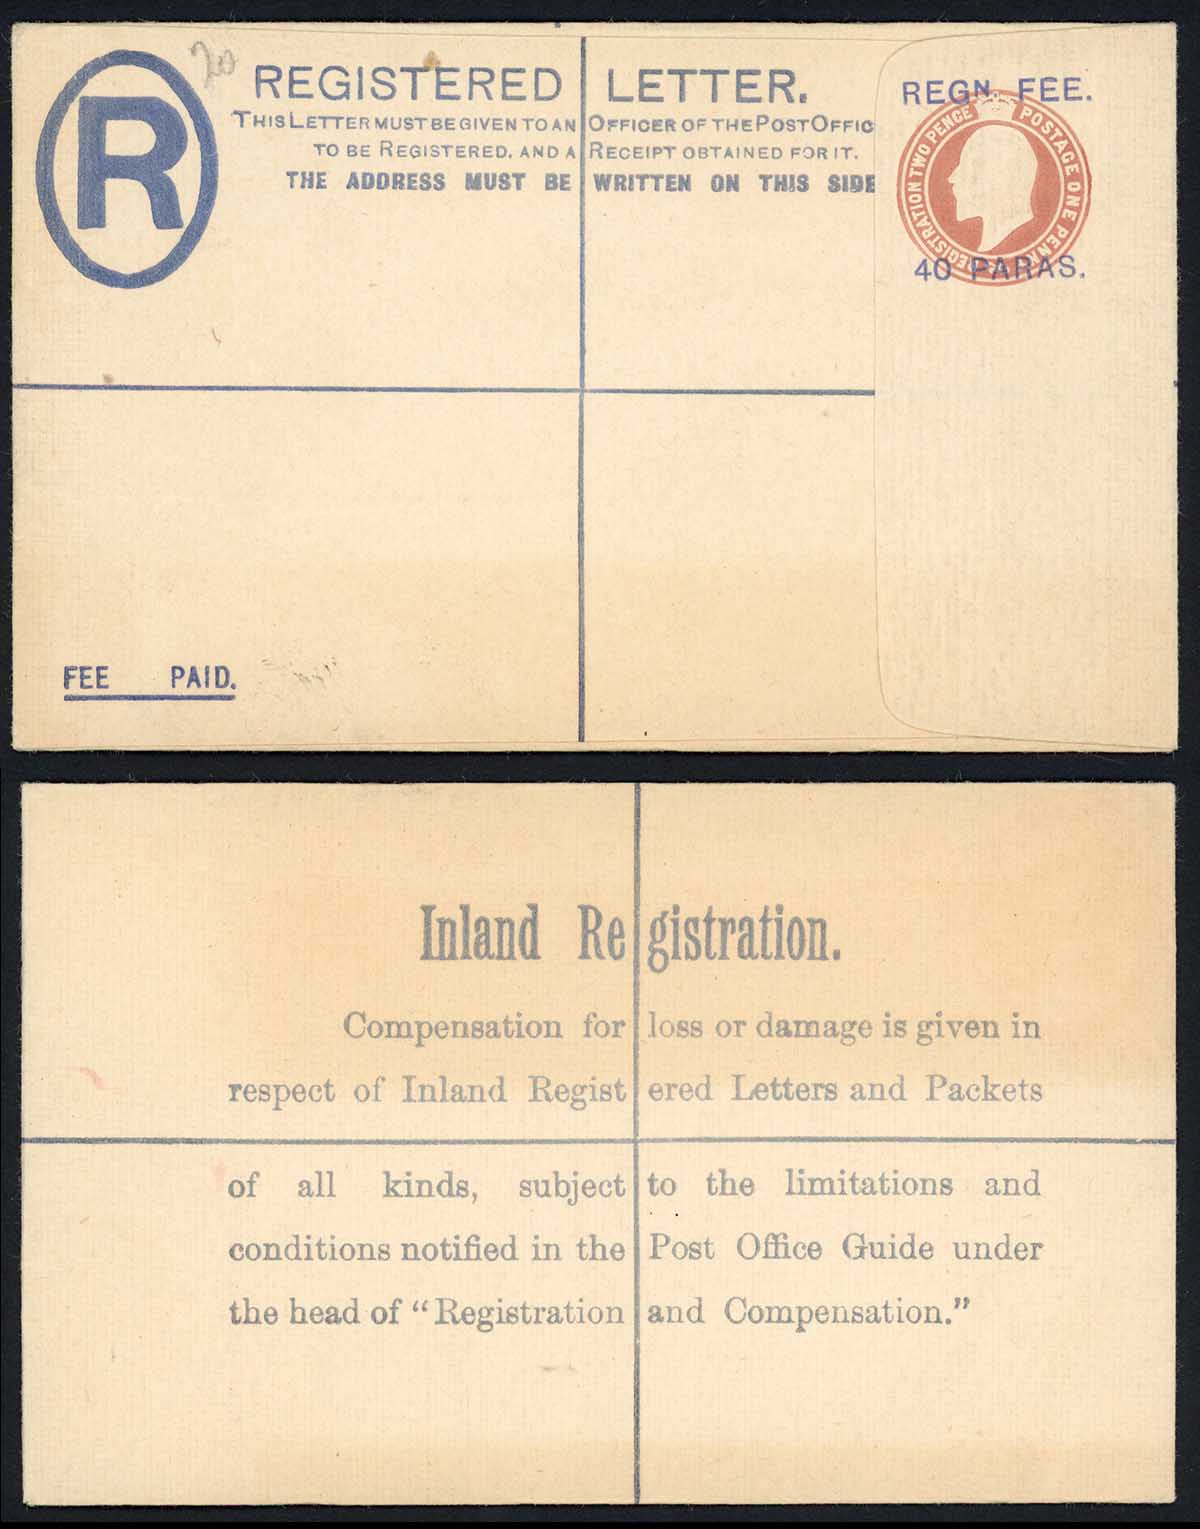 R
20
REGISTERED LETTER.
THIS LETTER MUST BE GIVEN TO AN OFFICER OF THE POST OFFIC
TO BE REGISTERED, AND A RECEIPT OBTAINED FOR IT.
THE ADDRESS MUST BE WRITTEN ON THIS SIDE
REGN. FEE.
REGISTRATION TWO PENCE POSTAGE ONE PENNY
40 PARAS.
FEE PAID.
Inland Registration.
Compensation for loss or damage is given in
respect of Inland Registered Letters and Packets
of all kinds, subject to the limitations and
conditions notified in the Post Office Guide under
the head of "Registration and Compensation."